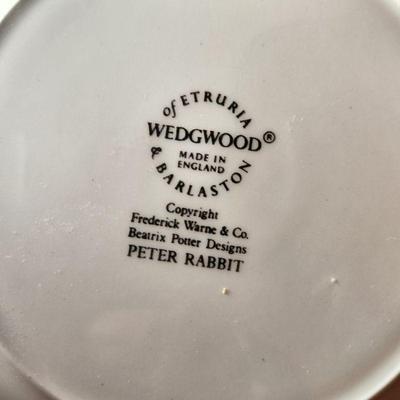 of ETRURIA
WEDGWOOD®
MADE IN
ENGLAND
& BARLASTON
Copyright
Frederick Warne & Co.
Beatrix Potter Designs
PETER RABBIT